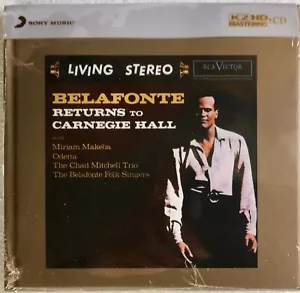 SONY MUSIC
K2 HD
MASTERING+CD
LIVING STEREO
RCA VICTOR
BELAFONTE
RETURNS TO
CARNEGIE HALL
with
Miriam Makeba
Odetta
The Chad Mitchell Trio
The Belafonte Folk Singers